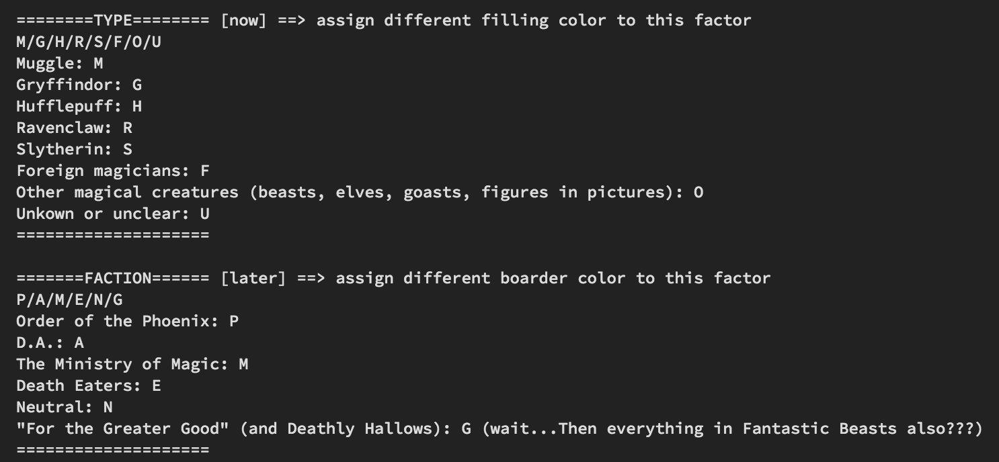 ========TYPE======== [now] ==> assign different filling color to this factor
M/G/H/R/S/F/O/U
Muggle: M
Gryffindor: G
Hufflepuff: H
Ravenclaw: R
Slytherin: S
Foreign magicians: F
Other magical creatures (beasts, elves, goasts, figures in pictures): O
Unkown or unclear: U
====================
=======FACTION====== [later] ==> assign different boarder color to this factor
P/A/M/E/N/G
Order of the Phoenix: P
D.A.: A
The Ministry of Magic: M
Death Eaters: E
Neutral: N
"For the Greater Good" (and Deathly Hallows): G (wait...Then everything in Fantastic Beasts also???)
====================